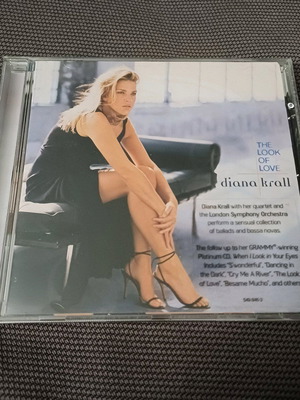 THE
LOOK
OF
LOVE
diana krall
Diana Krall with her quartet and
the London Symphony Orchestra
perform a sensual collection
of ballads and bossa novas.
The follow up to her GRAMMY®-winning
Platinum CD, When I Look in Your Eyes
Includes "S'wonderful", "Dancing in
the Dark", "Cry Me A River", "The Look
of Love", "Besame Mucho", and others